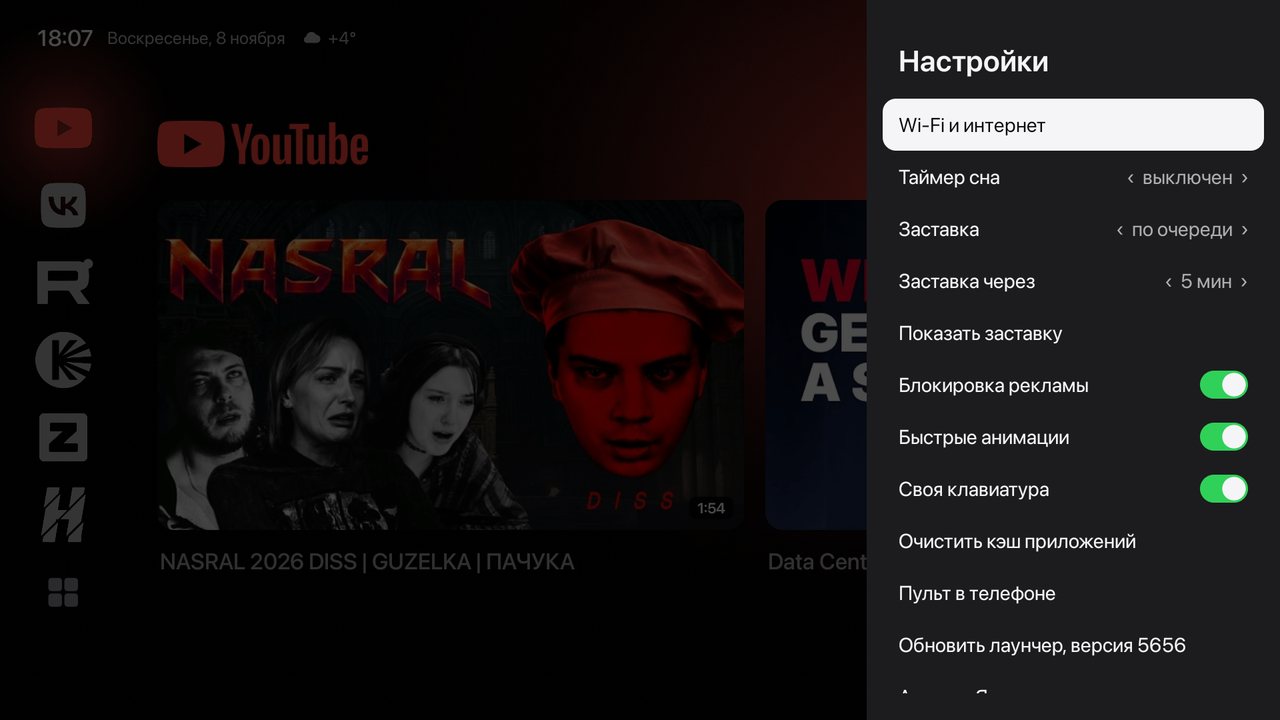 18:07 Воскресенье, 8 ноября +4°
YouTube
NASRAL
DISS
1:54
NASRAL 2026 DISS | GUZELKA | ПАЧУКА
GE
A S
Data Cent
Настройки
Wi-Fi и интернет
Таймер сна ‹ выключен ›
Заставка ‹ по очереди ›
Заставка через ‹ 5 мин ›
Показать заставку
Блокировка рекламы
Быстрые анимации
Своя клавиатура
Очистить кэш приложений
Пульт в телефоне
Обновить лаунчер, версия 5656